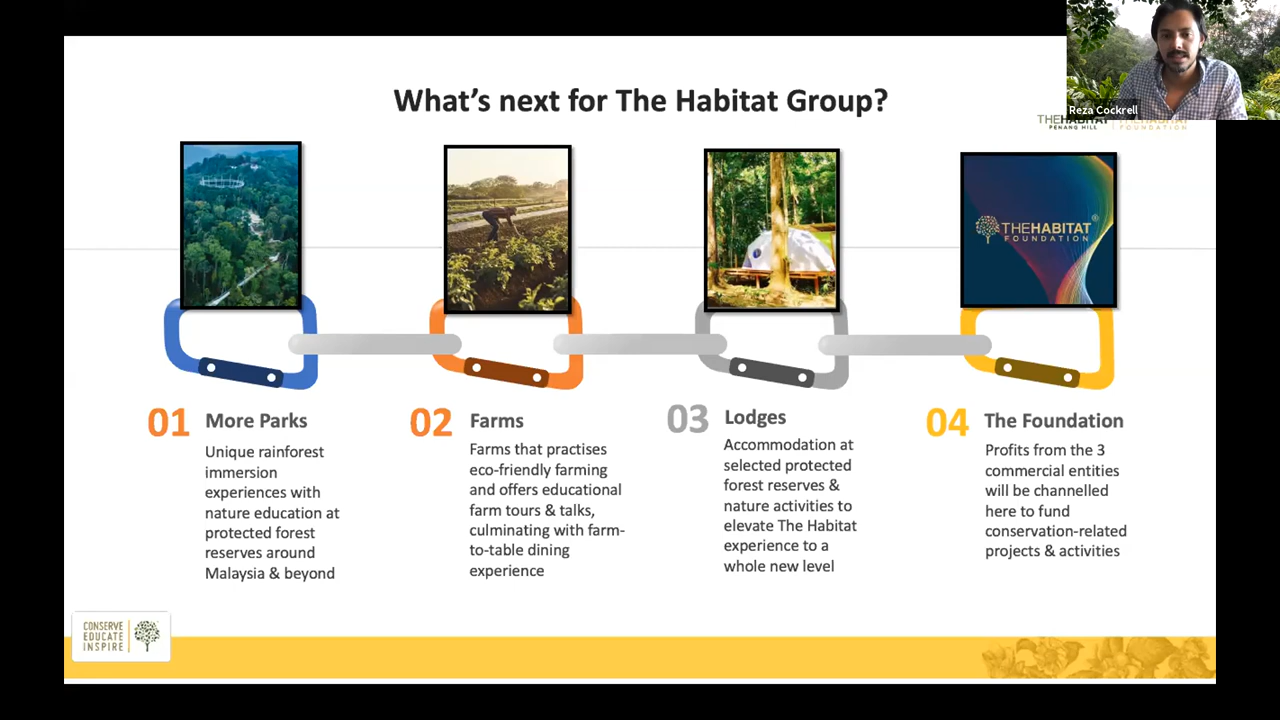 What's next for The Habitat Group?
Reza Cockrell
THE HABITAT
PENANG HILL
FOUNDATION
THEHABITAT®
FOUNDATION
01 More Parks
Unique rainforest
immersion
experiences with
nature education at
protected forest
reserves around
Malaysia & beyond
02 Farms
Farms that practises
eco-friendly farming
and offers educational
farm tours & talks,
culminating with farm-
to-table dining
experience
03 Lodges
Accommodation at
selected protected
forest reserves &
nature activities to
elevate The Habitat
experience to a
whole new level
04 The Foundation
Profits from the 3
commercial entities
will be channelled
here to fund
conservation-related
projects & activities
CONSERVE
EDUCATE
INSPIRE